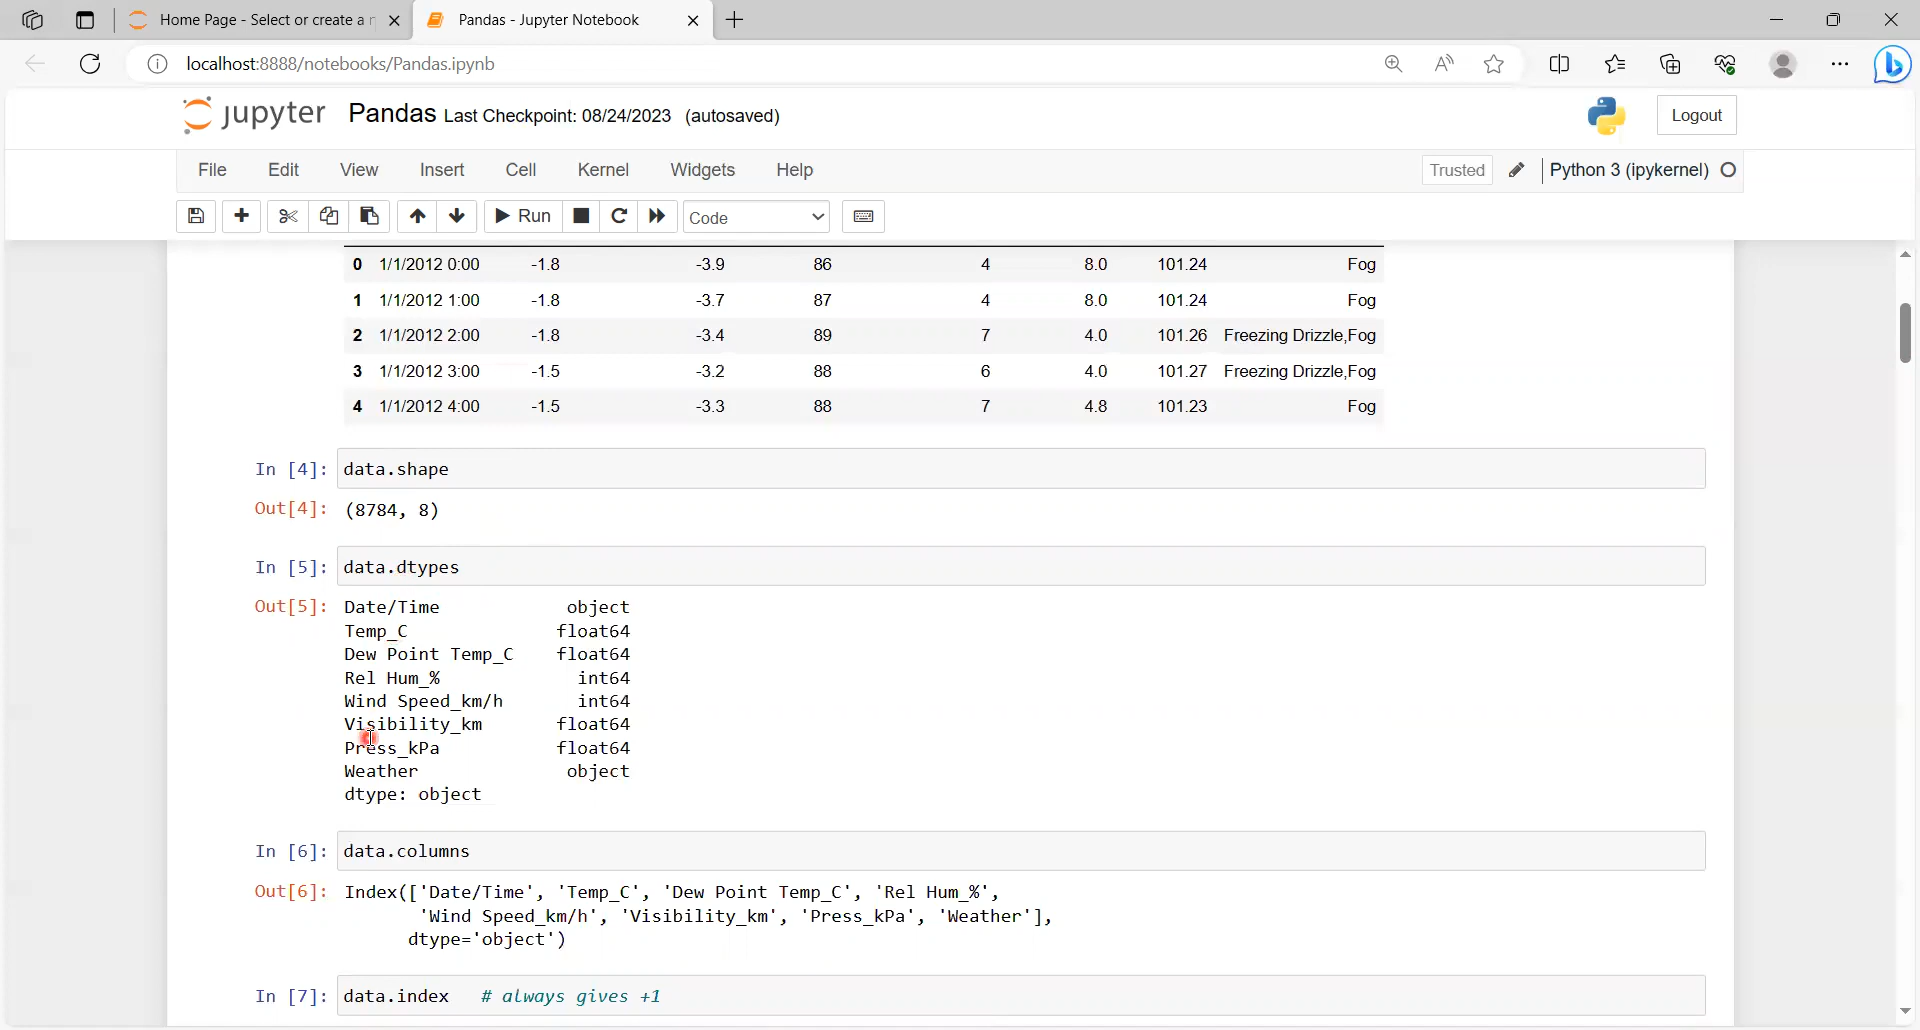 Home Page - Select or create a r
Pandas - Jupyter Notebook
localhost:8888/notebooks/Pandas.ipynb
jupyter Pandas Last Checkpoint: 08/24/2023 (autosaved)
Logout
File Edit View Insert Cell Kernel Widgets Help
Trusted Python 3 (ipykernel)
Run Code
0 1/1/2012 0:00 -1.8 -3.9 86 4 8.0 101.24 Fog
1 1/1/2012 1:00 -1.8 -3.7 87 4 8.0 101.24 Fog
2 1/1/2012 2:00 -1.8 -3.4 89 7 4.0 101.26 Freezing Drizzle,Fog
3 1/1/2012 3:00 -1.5 -3.2 88 6 4.0 101.27 Freezing Drizzle,Fog
4 1/1/2012 4:00 -1.5 -3.3 88 7 4.8 101.23 Fog
In [4]: data.shape
Out[4]: (8784, 8)
In [5]: data.dtypes
Out[5]: Date/Time object
Temp_C float64
Dew Point Temp_C float64
Rel Hum_% int64
Wind Speed_km/h int64
Visibility_km float64
Press_kPa float64
Weather object
dtype: object
In [6]: data.columns
Out[6]: Index(['Date/Time', 'Temp_C', 'Dew Point Temp_C', 'Rel Hum_%',
'Wind Speed_km/h', 'Visibility_km', 'Press_kPa', 'Weather'],
dtype='object')
In [7]: data.index # always gives +1